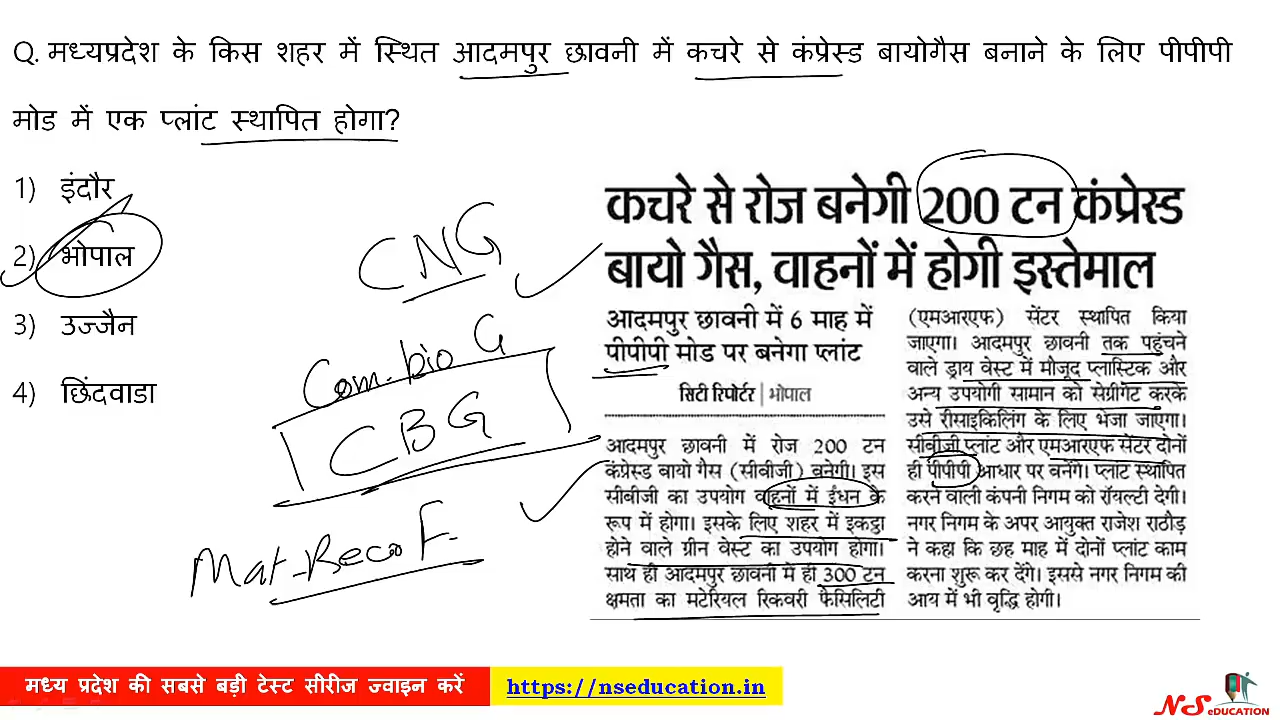 Q. मध्यप्रदेश के किस शहर में स्थित आदमपुर छावनी में कचरे से कंप्रेस्ड बायोगैस बनाने के लिए पीपीपी
मोड में एक प्लांट स्थापित होगा?
1) इंदौर
2) भोपाल
3) उज्जैन
4) छिंदवाडा
CNG
Com. bio G
CBG
Mat-Reco F.
कचरे से रोज बनेगी 200 टन कंप्रेस्ड
बायो गैस, वाहनों में होगी इस्तेमाल
आदमपुर छावनी में 6 माह में
पीपीपी मोड पर बनेगा प्लांट
सिटी रिपोर्टर | भोपाल
आदमपुर छावनी में रोज 200 टन
कंप्रेस्ड बायो गैस (सीबीजी) बनेगी। इस
सीबीजी का उपयोग वाहनों में ईंधन के
रूप में होगा। इसके लिए शहर में इकट्ठा
होने वाले ग्रीन वेस्ट का उपयोग होगा।
साथ ही आदमपुर छावनी में ही 300 टन
क्षमता का मटेरियल रिकवरी फैसिलिटी
(एमआरएफ) सेंटर स्थापित किया
जाएगा। आदमपुर छावनी तक पहुंचने
वाले ड्राय वेस्ट में मौजूद प्लास्टिक और
अन्य उपयोगी सामान को सेग्रीगेट करके
उसे रीसाइकिलिंग के लिए भेजा जाएगा।
सीबीजी प्लांट और एमआरएफ सेंटर दोनों
ही पीपीपी आधार पर बनेंगे। प्लांट स्थापित
करने वाली कंपनी निगम को रॉयल्टी देगी।
नगर निगम के अपर आयुक्त राजेश राठौड़
ने कहा कि छह माह में दोनों प्लांट काम
करना शुरू कर देंगे। इससे नगर निगम की
आय में भी वृद्धि होगी।
मध्य प्रदेश की सबसे बड़ी टेस्ट सीरीज ज्वाइन करें
https://nseducation.in
NS EDUCATION